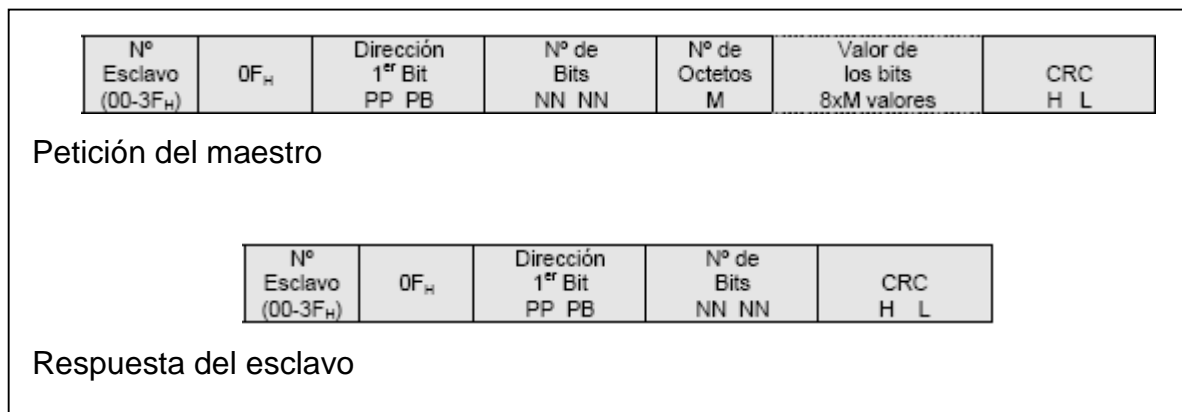 Nº Dirección Nº de Nº de Valor de
Esclavo 0FH 1er Bit Bits Octetos los bits CRC
(00-3FH) PP PB NN NN M 8xM valores H L
Petición del maestro
Nº Dirección Nº de
Esclavo 0FH 1er Bit Bits CRC
(00-3FH) PP PB NN NN H L
Respuesta del esclavo